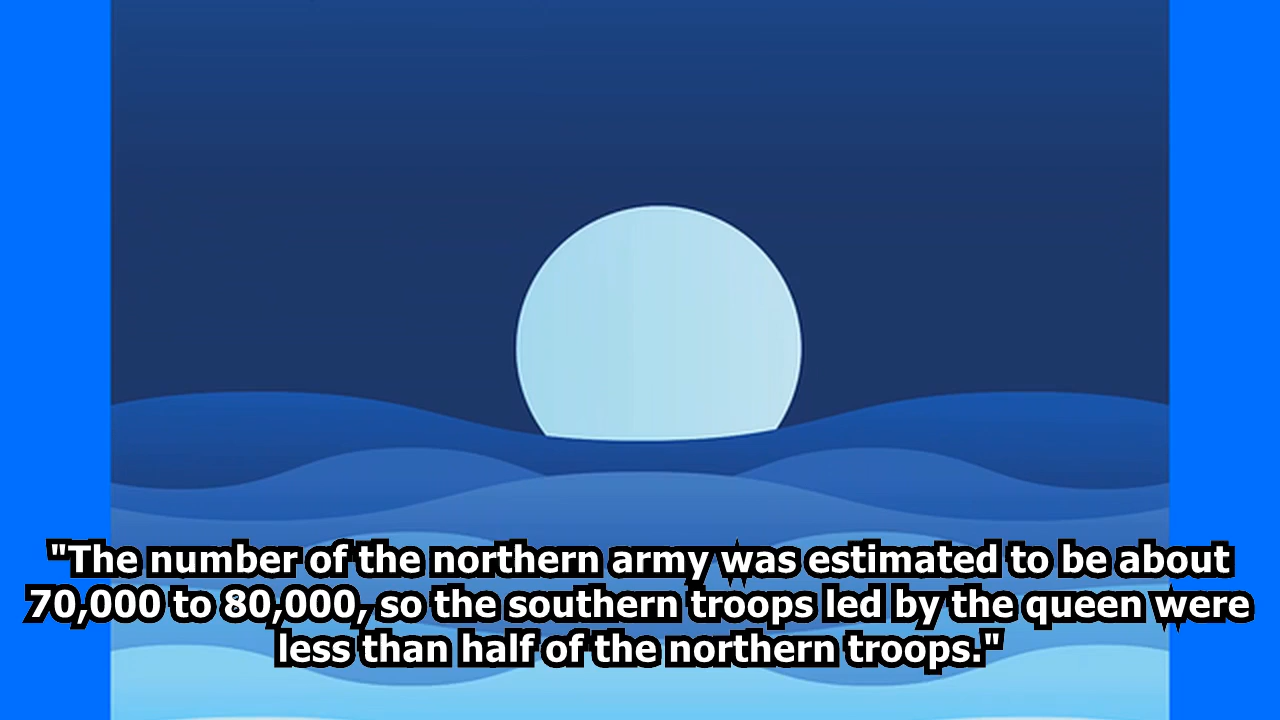 "The number of the northern army was estimated to be about
70,000 to 80,000, so the southern troops led by the queen were
less than half of the northern troops."